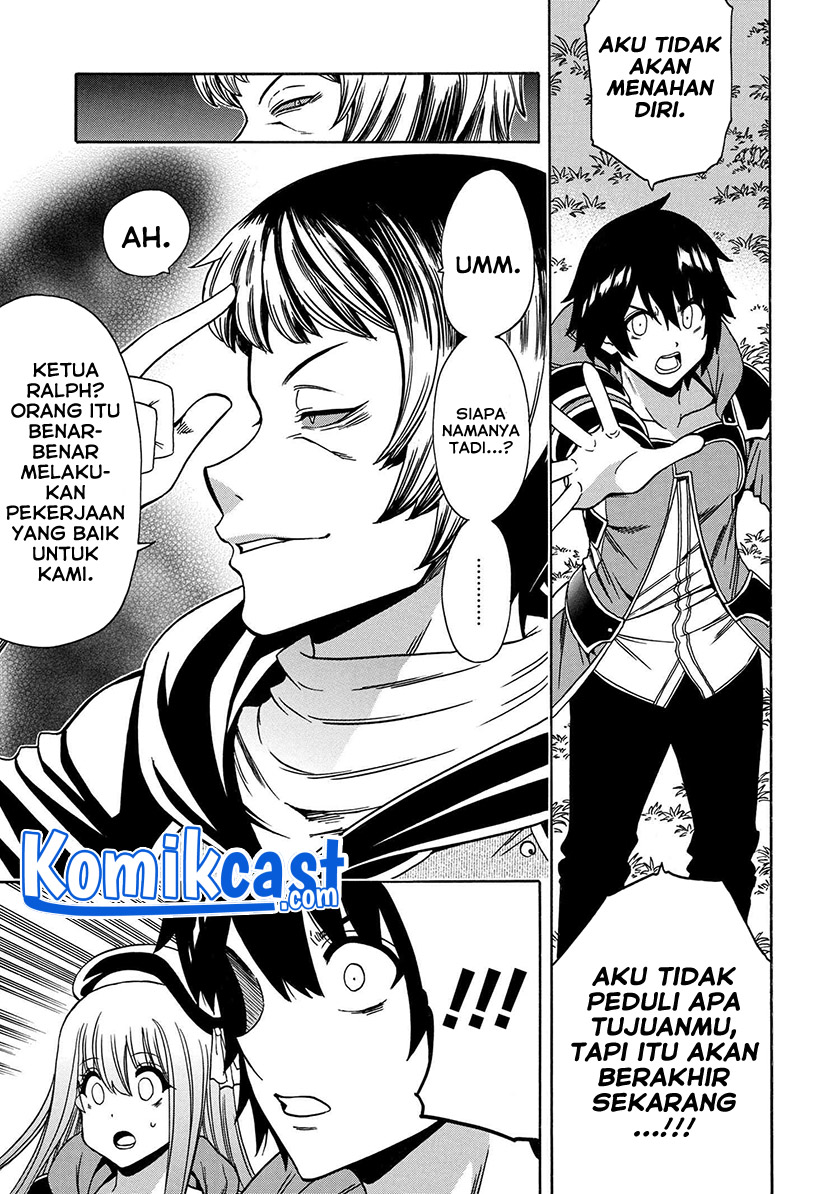 AKU TIDAK
AKAN
MENAHAN
DIRI.
AKU TIDAK
PEDULI APA
TUJUANMU,
TAPI ITU AKAN
BERAKHIR
SEKARANG
...!!!
UMM.
SIAPA
NAMANYA
TADI...?
.........
AH.
KETUA
RALPH?
ORANG ITU
BENAR-
BENAR
MELAKU-
KAN
PEKERJAAN
YANG BAIK
UNTUK
KAMI.
!!!
Komikcast
.com